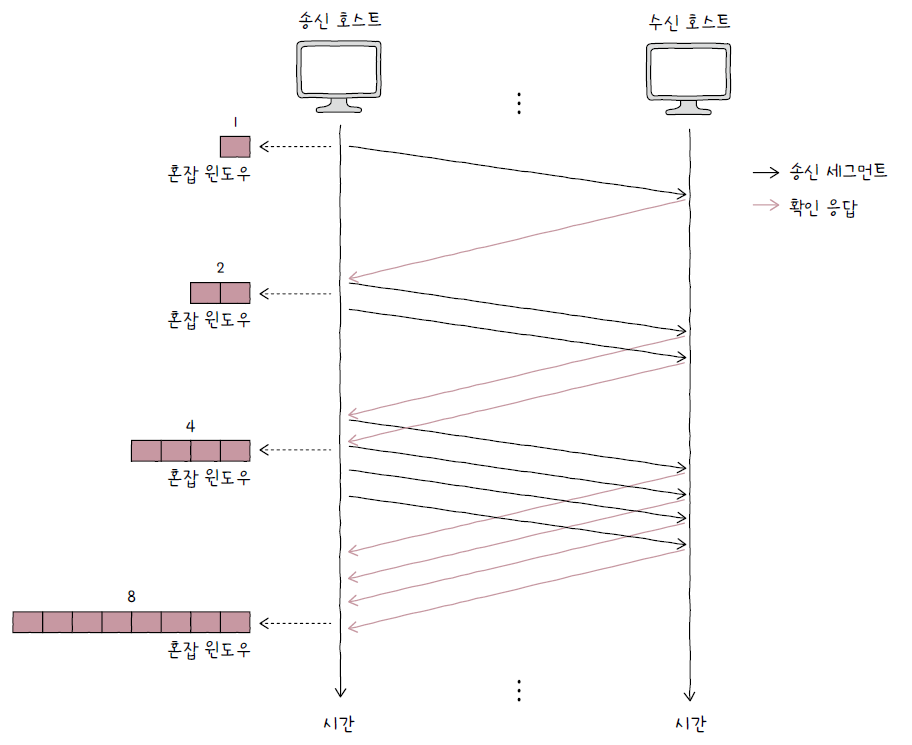 송신 호스트
수신 호스트
1
혼잡 윈도우
송신 세그먼트
확인 응답
2
혼잡 윈도우
4
혼잡 윈도우
8
혼잡 윈도우
시간
시간